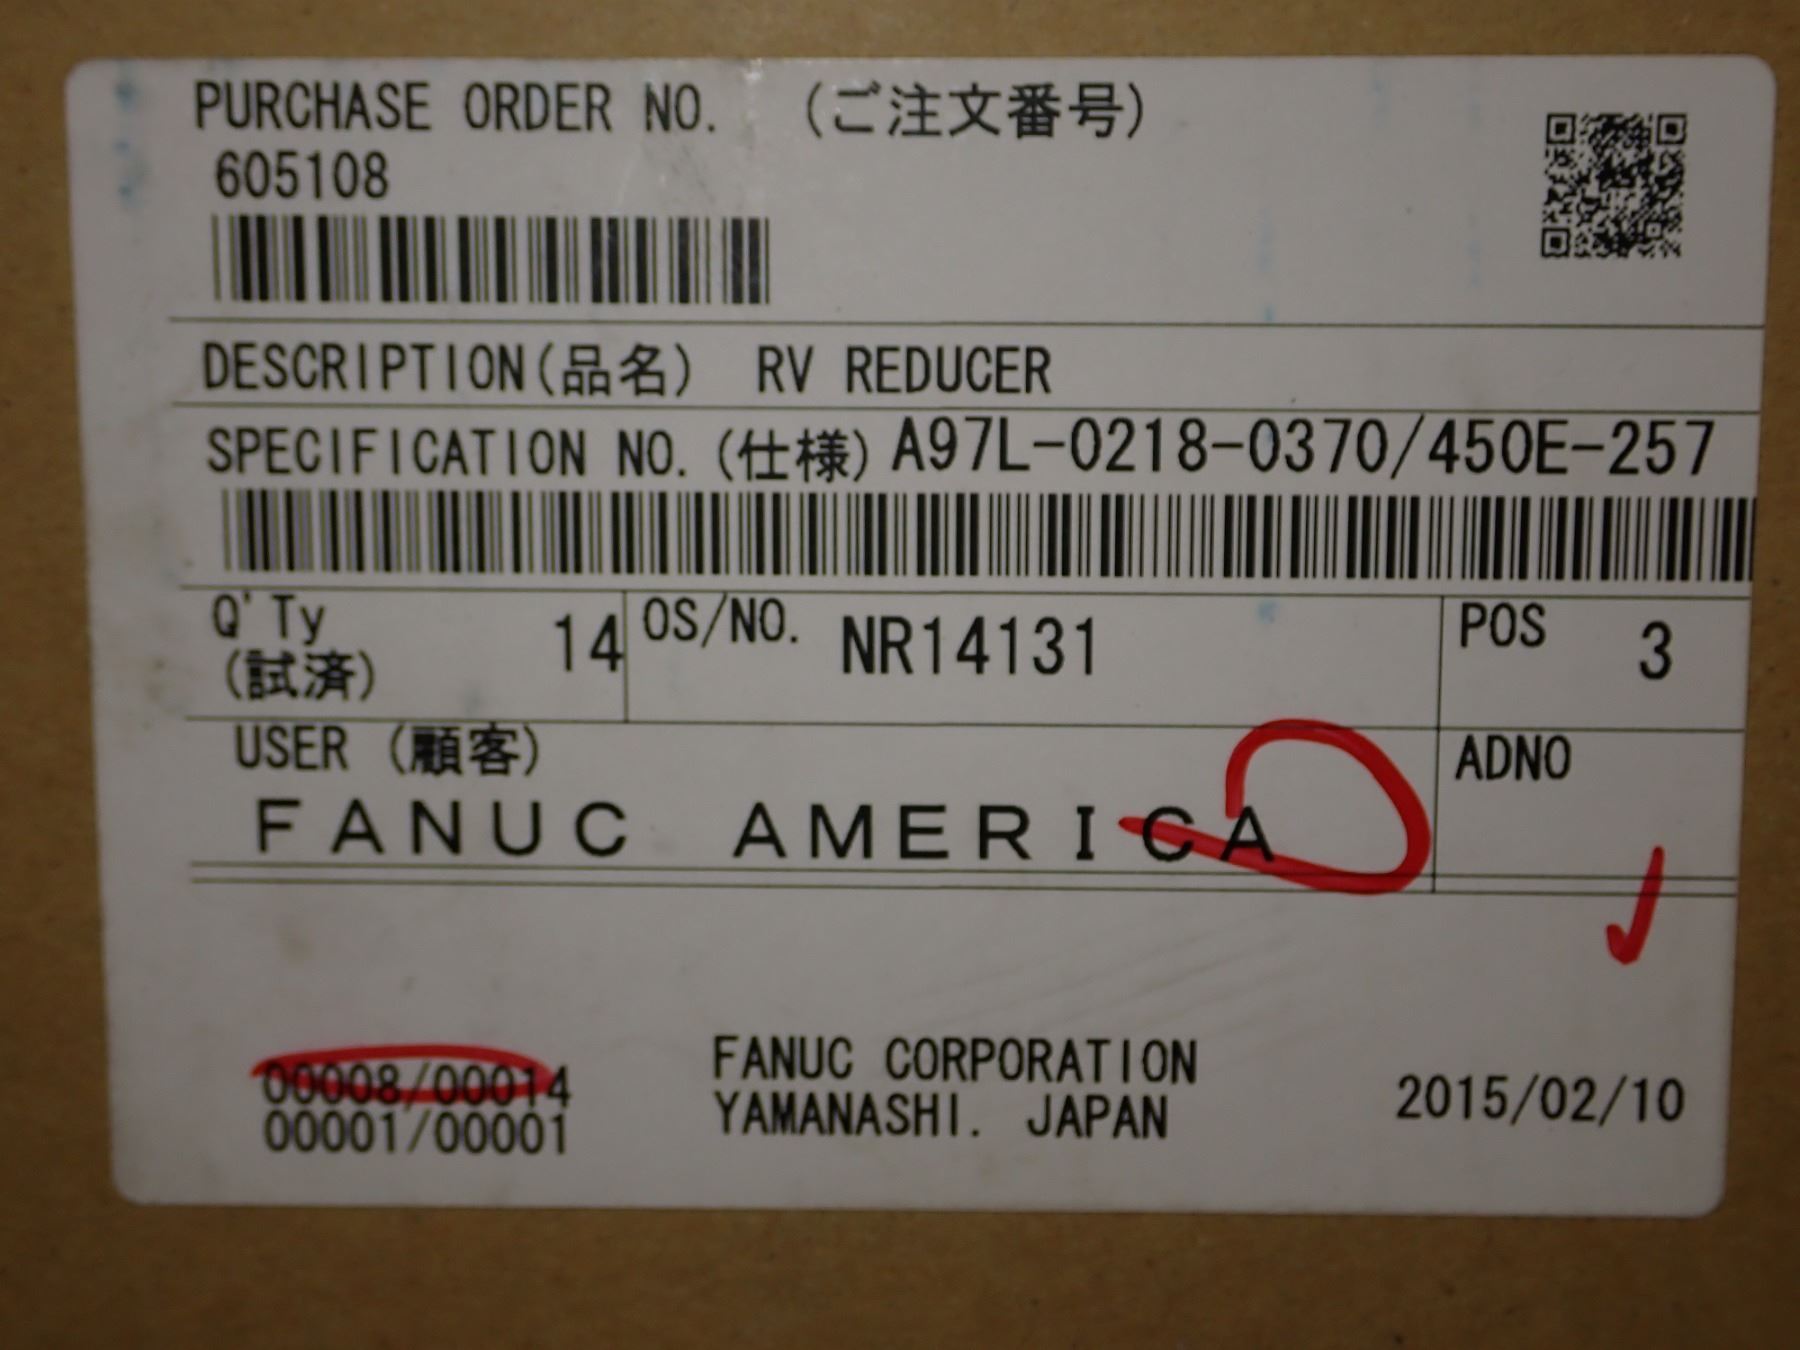 PURCHASE ORDER NO. (ご注文番号)
605108
DESCRIPTION(品名) RV REDUCER
SPECIFICATION NO.(仕様) A97L-0218-0370/450E-257
Q'Ty 14 OS/NO. NR14131 POS 3
(試済)
USER (顧客) ADNO
FANUC AMERICA
00008/00014
00001/00001
FANUC CORPORATION
YAMANASHI. JAPAN
2015/02/10